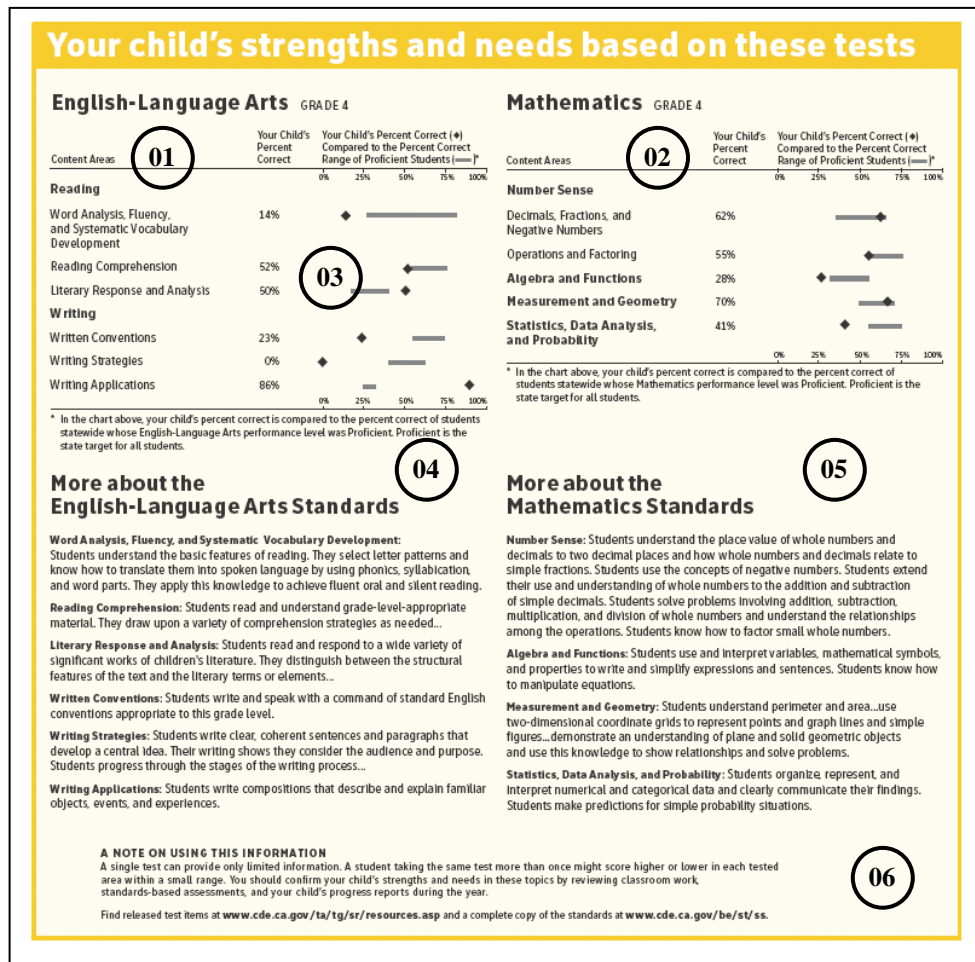 Your child's strengths and needs based on these tests
English-Language Arts GRADE 4
01
Content Areas
Your Child's
Percent
Correct
Your Child's Percent Correct (◆)
Compared to the Percent Correct
Range of Proficient Students (—)*
0% 25% 50% 75% 100%
Reading
Word Analysis, Fluency,
and Systematic Vocabulary
Development
14%
Reading Comprehension 52%
03
Literary Response and Analysis 50%
Writing
Written Conventions 23%
Writing Strategies 0%
Writing Applications 86%
0% 25% 50% 75% 100%
* In the chart above, your child's percent correct is compared to the percent correct of students
statewide whose English-Language Arts performance level was Proficient. Proficient is the
state target for all students.
Mathematics GRADE 4
02
Content Areas
Your Child's
Percent
Correct
Your Child's Percent Correct (◆)
Compared to the Percent Correct
Range of Proficient Students (—)*
0% 25% 50% 75% 100%
Number Sense
Decimals, Fractions, and
Negative Numbers
62%
Operations and Factoring 55%
Algebra and Functions 28%
Measurement and Geometry 70%
Statistics, Data Analysis,
and Probability
41%
0% 25% 50% 75% 100%
* In the chart above, your child's percent correct is compared to the percent correct of
students statewide whose Mathematics performance level was Proficient. Proficient is the
state target for all students.
04
More about the
English-Language Arts Standards
Word Analysis, Fluency, and Systematic Vocabulary Development:
Students understand the basic features of reading. They select letter patterns and
know how to translate them into spoken language by using phonics, syllabication,
and word parts. They apply this knowledge to achieve fluent oral and silent reading.
Reading Comprehension: Students read and understand grade-level-appropriate
material. They draw upon a variety of comprehension strategies as needed...
Literary Response and Analysis: Students read and respond to a wide variety of
significant works of children's literature. They distinguish between the structural
features of the text and the literary terms or elements...
Written Conventions: Students write and speak with a command of standard English
conventions appropriate to this grade level.
Writing Strategies: Students write clear, coherent sentences and paragraphs that
develop a central idea. Their writing shows they consider the audience and purpose.
Students progress through the stages of the writing process...
Writing Applications: Students write compositions that describe and explain familiar
objects, events, and experiences.
05
More about the
Mathematics Standards
Number Sense: Students understand the place value of whole numbers and
decimals to two decimal places and how whole numbers and decimals relate to
simple fractions. Students use the concepts of negative numbers. Students extend
their use and understanding of whole numbers to the addition and subtraction
of simple decimals. Students solve problems involving addition, subtraction,
multiplication, and division of whole numbers and understand the relationships
among the operations. Students know how to factor small whole numbers.
Algebra and Functions: Students use and interpret variables, mathematical symbols,
and properties to write and simplify expressions and sentences. Students know how
to manipulate equations.
Measurement and Geometry: Students understand perimeter and area...use
two-dimensional coordinate grids to represent points and graph lines and simple
figures...demonstrate an understanding of plane and solid geometric objects
and use this knowledge to show relationships and solve problems.
Statistics, Data Analysis, and Probability: Students organize, represent, and
interpret numerical and categorical data and clearly communicate their findings.
Students make predictions for simple probability situations.
A NOTE ON USING THIS INFORMATION
A single test can provide only limited information. A student taking the same test more than once might score higher or lower in each tested
area within a small range. You should confirm your child's strengths and needs in these topics by reviewing classroom work,
standards-based assessments, and your child's progress reports during the year.
06
Find released test items at www.cde.ca.gov/ta/tg/sr/resources.asp and a complete copy of the standards at www.cde.ca.gov/be/st/ss.